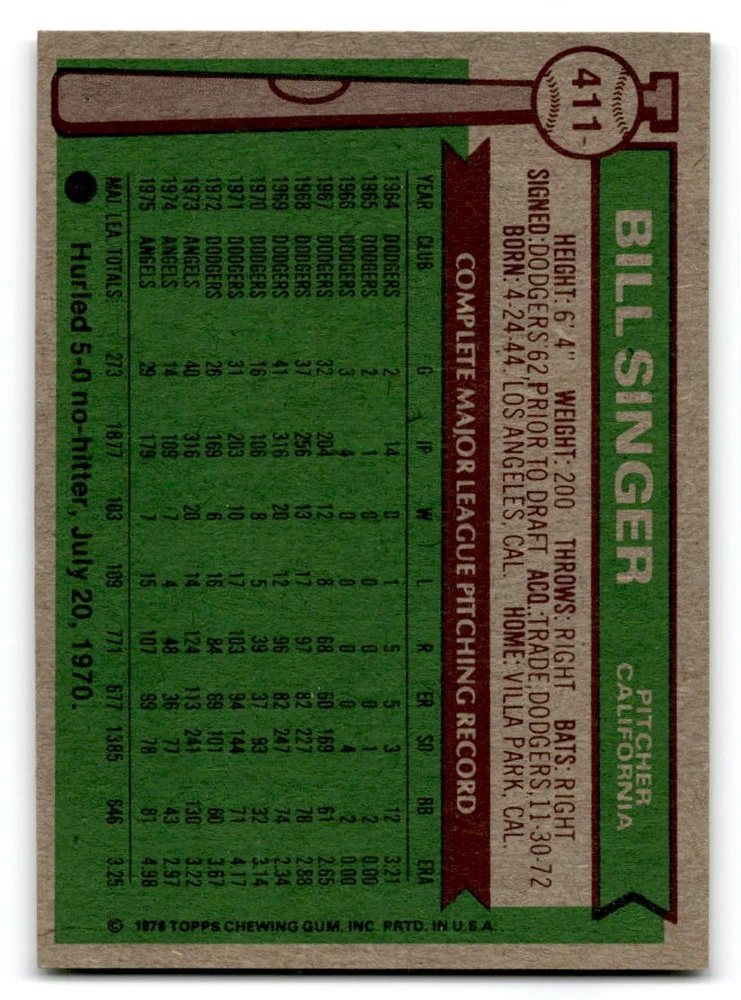 411
BILL SINGER
PITCHER
CALIFORNIA
HEIGHT: 6' 4" WEIGHT: 200 THROWS: RIGHT BATS: RIGHT
SIGNED: DODGERS '62, PRIOR TO DRAFT ACQ.: TRADE, DODGERS, 11-30-72
BORN: 4-24-44, LOS ANGELES, CAL. HOME: VILLA PARK, CAL.
COMPLETE MAJOR LEAGUE PITCHING RECORD
YEAR CLUB G IP W L R ER SO BB ERA
1964 DODGERS 2 14 0 1 5 5 3 12 3.21
1965 DODGERS 2 1 0 0 0 0 1 2 0.00
1966 DODGERS 3 4 0 0 0 0 4 2 0.00
1967 DODGERS 32 204 12 8 68 60 169 61 2.65
1968 DODGERS 37 256 13 17 97 82 227 78 2.88
1969 DODGERS 41 316 20 12 96 82 247 74 2.34
1970 DODGERS 16 106 8 5 39 37 93 32 3.14
1971 DODGERS 31 203 10 17 103 94 144 71 4.17
1972 DODGERS 26 169 6 16 84 69 101 60 3.67
1973 ANGELS 40 316 20 14 124 113 241 130 3.22
1974 ANGELS 14 109 7 4 48 36 77 43 2.97
1975 ANGELS 29 179 7 15 107 99 78 81 4.98
MAJ. LEA. TOTALS 273 1877 103 109 771 677 1385 646 3.25
Hurled 5-0 no-hitter, July 20, 1970.
© 1976 TOPPS CHEWING GUM, INC. PRTD. IN U.S.A.